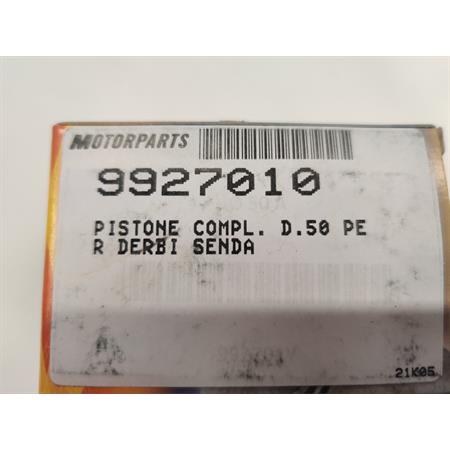 MOTORPARTS
9927010
PISTONE COMPL. D.50 PE
R DERBI SENDA
21K05